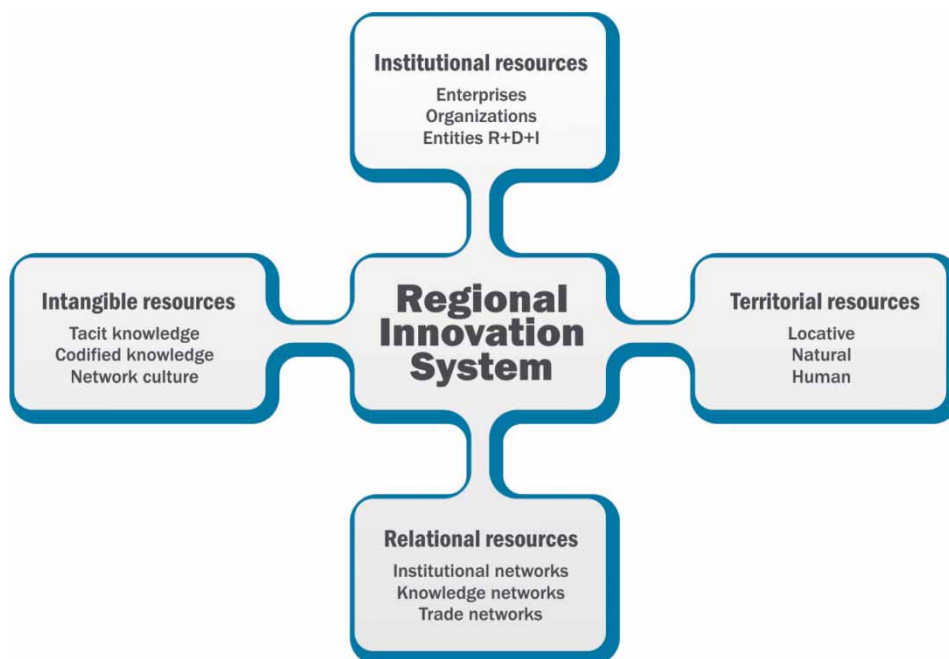 Institutional resources
Enterprises
Organizations
Entities R+D+I
Intangible resources
Tacit knowledge
Codified knowledge
Network culture
Regional
Innovation
System
Territorial resources
Locative
Natural
Human
Relational resources
Institutional networks
Knowledge networks
Trade networks